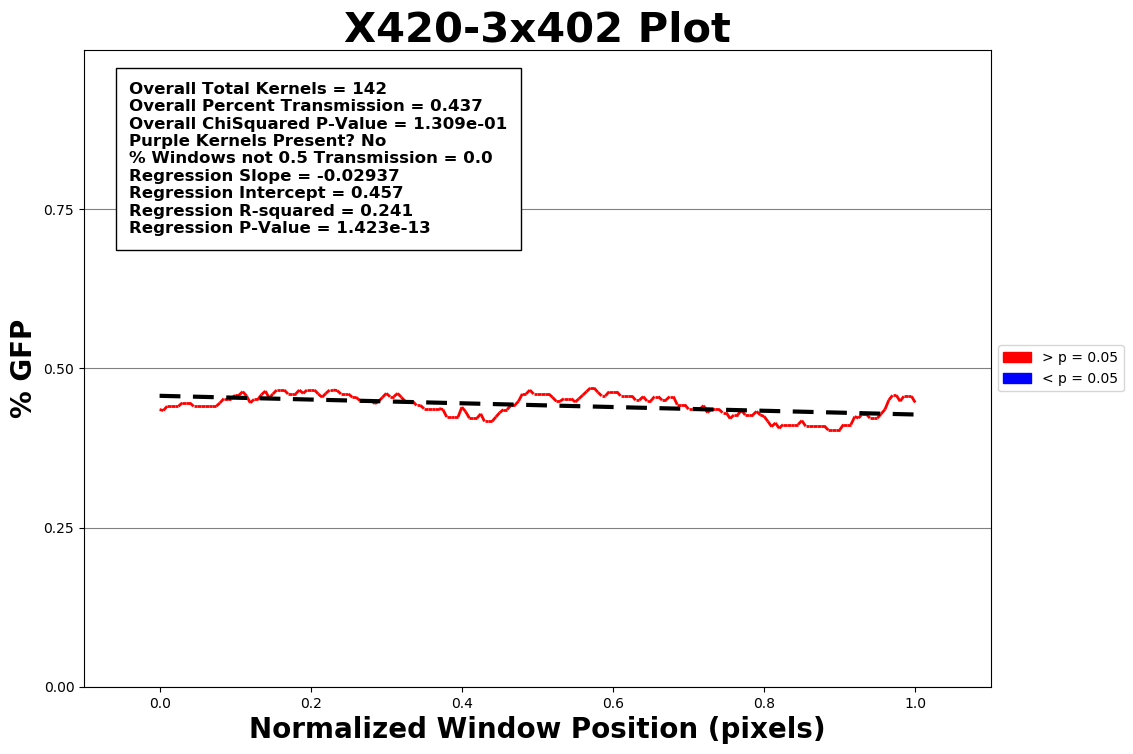 X420-3x402 Plot
Overall Total Kernels = 142
Overall Percent Transmission = 0.437
Overall ChiSquared P-Value = 1.309e-01
Purple Kernels Present? No
% Windows not 0.5 Transmission = 0.0
Regression Slope = -0.02937
Regression Intercept = 0.457
Regression R-squared = 0.241
Regression P-Value = 1.423e-13
% GFP
0.75
0.50
0.25
0.00
> p = 0.05
< p = 0.05
0.0 0.2 0.4 0.6 0.8 1.0
Normalized Window Position (pixels)